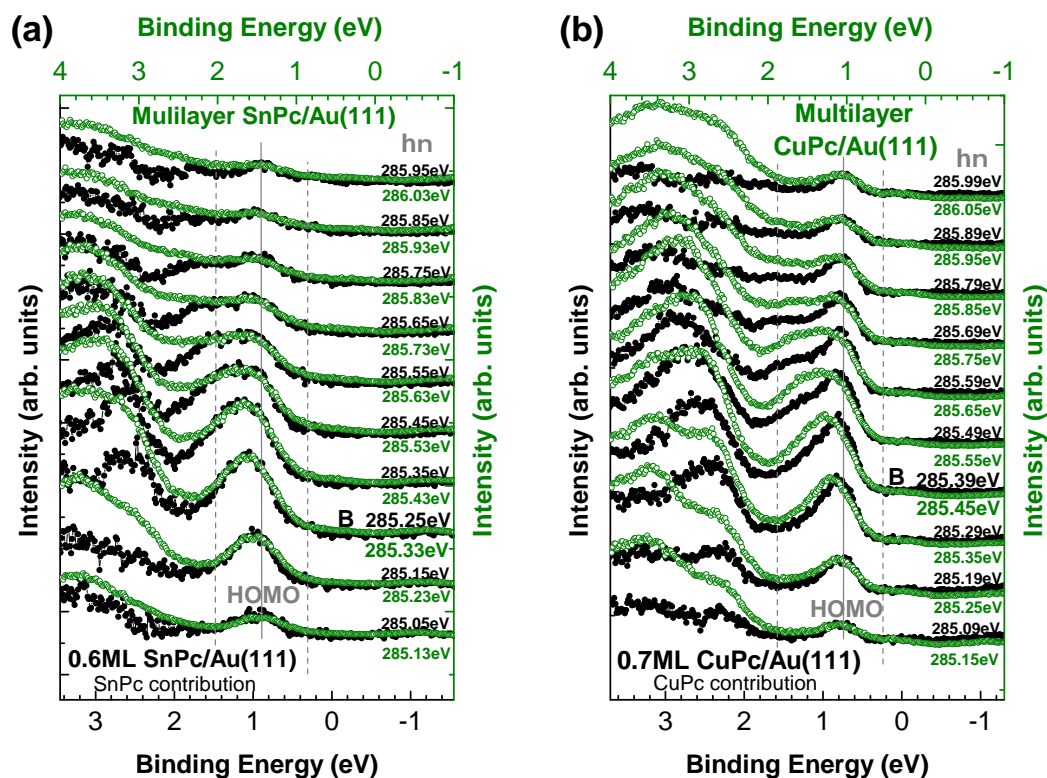 (a)
Binding Energy (eV)
4 3 2 1 0 -1
Mulilayer SnPc/Au(111)
hn
285.95eV
286.03eV
285.85eV
285.93eV
285.75eV
285.83eV
285.65eV
285.73eV
285.55eV
285.63eV
285.45eV
285.53eV
285.35eV
285.43eV
B 285.25eV
285.33eV
285.15eV
285.23eV
HOMO
285.05eV
285.13eV
0.6ML SnPc/Au(111)
SnPc contribution
Intensity (arb. units)
Intensity (arb. units)
3 2 1 0 -1
Binding Energy (eV)
(b)
Binding Energy (eV)
4 3 2 1 0 -1
Multilayer
CuPc/Au(111)
hn
285.99eV
286.05eV
285.89eV
285.95eV
285.79eV
285.85eV
285.69eV
285.75eV
285.59eV
285.65eV
285.49eV
285.55eV
B 285.39eV
285.45eV
285.29eV
285.35eV
285.19eV
285.25eV
HOMO
285.09eV
285.15eV
0.7ML CuPc/Au(111)
CuPc contribution
Intensity (arb. units)
Intensity (arb. units)
3 2 1 0 -1
Binding Energy (eV)